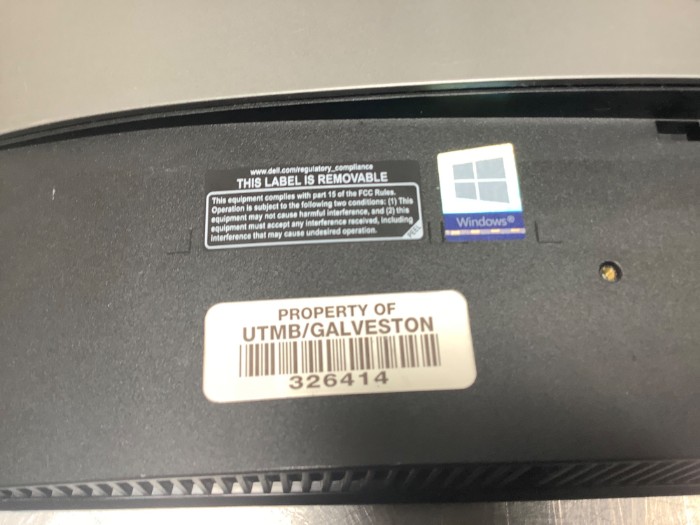 www.dell.com/regulatory_compliance
THIS LABEL IS REMOVABLE
This equipment complies with part 15 of the FCC Rules.
Operation is subject to the following two conditions: (1) This
equipment may not cause harmful interference, and (2) this
equipment must accept any interference received, including
interference that may cause undesired operation.
PEEL
Windows®
PROPERTY OF
UTMB/GALVESTON
326414